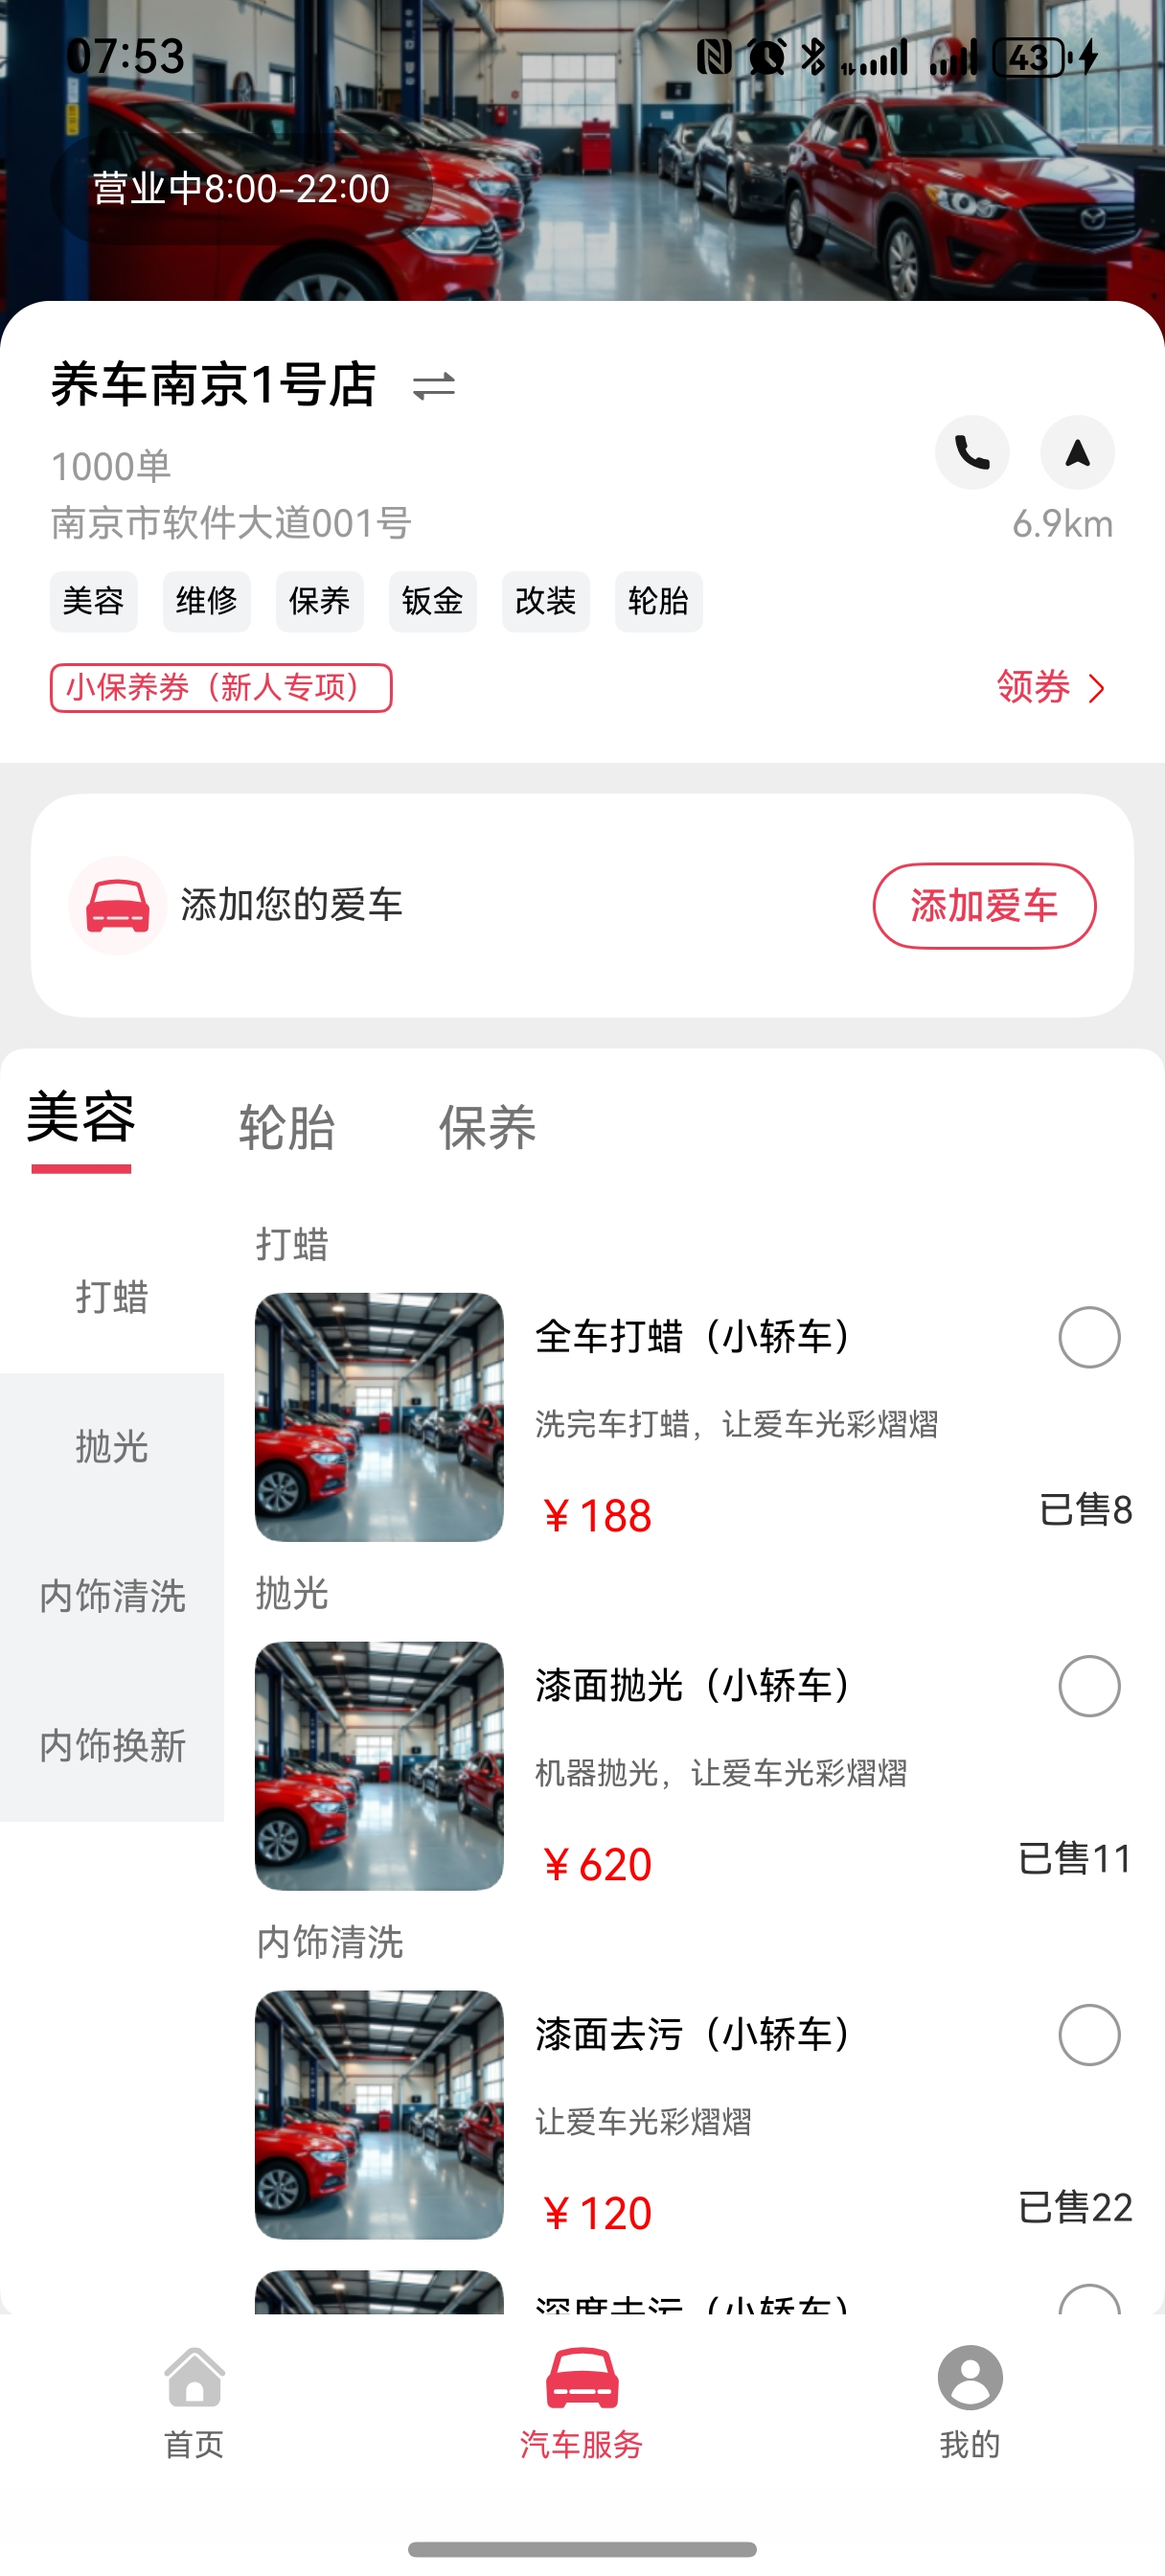 07:53
43
营业中8:00-22:00
养车南京1号店
1000单
南京市软件大道001号
6.9km
美容 维修 保养 钣金 改装 轮胎
小保养券（新人专项）
领券
添加您的爱车
添加爱车
美容 轮胎 保养
打蜡
抛光
内饰清洗
内饰换新
打蜡
全车打蜡（小轿车）
洗完车打蜡，让爱车光彩熠熠
¥188
已售8
抛光
漆面抛光（小轿车）
机器抛光，让爱车光彩熠熠
¥620
已售11
内饰清洗
漆面去污（小轿车）
让爱车光彩熠熠
¥120
已售22
深度去污（小轿车）
首页
汽车服务
我的